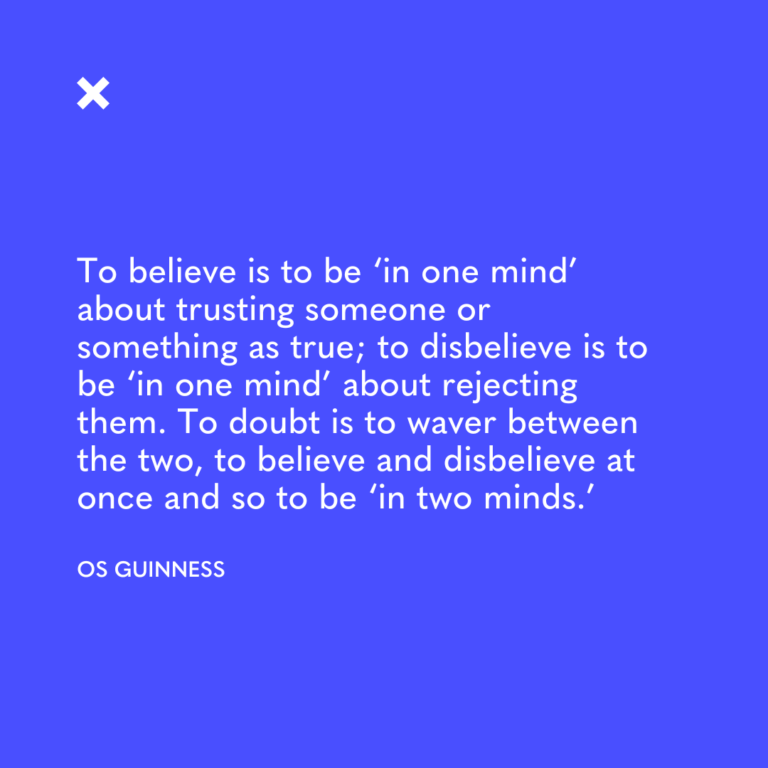 To believe is to be ‘in one mind’
about trusting someone or
something as true; to disbelieve is to
be ‘in one mind’ about rejecting
them. To doubt is to waver between
the two, to believe and disbelieve at
once and so to be ‘in two minds.’
OS GUINNESS